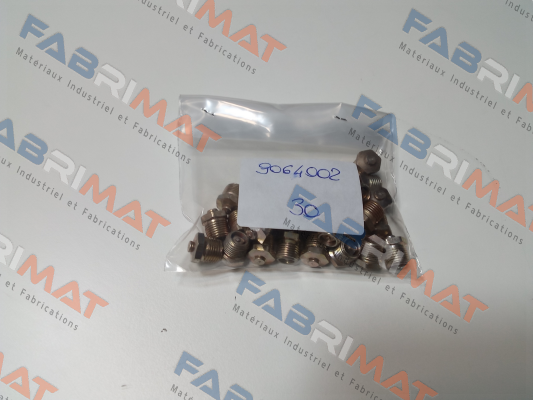 FABRIMAT
Matériaux Industriel et Fabrications
9064002
30